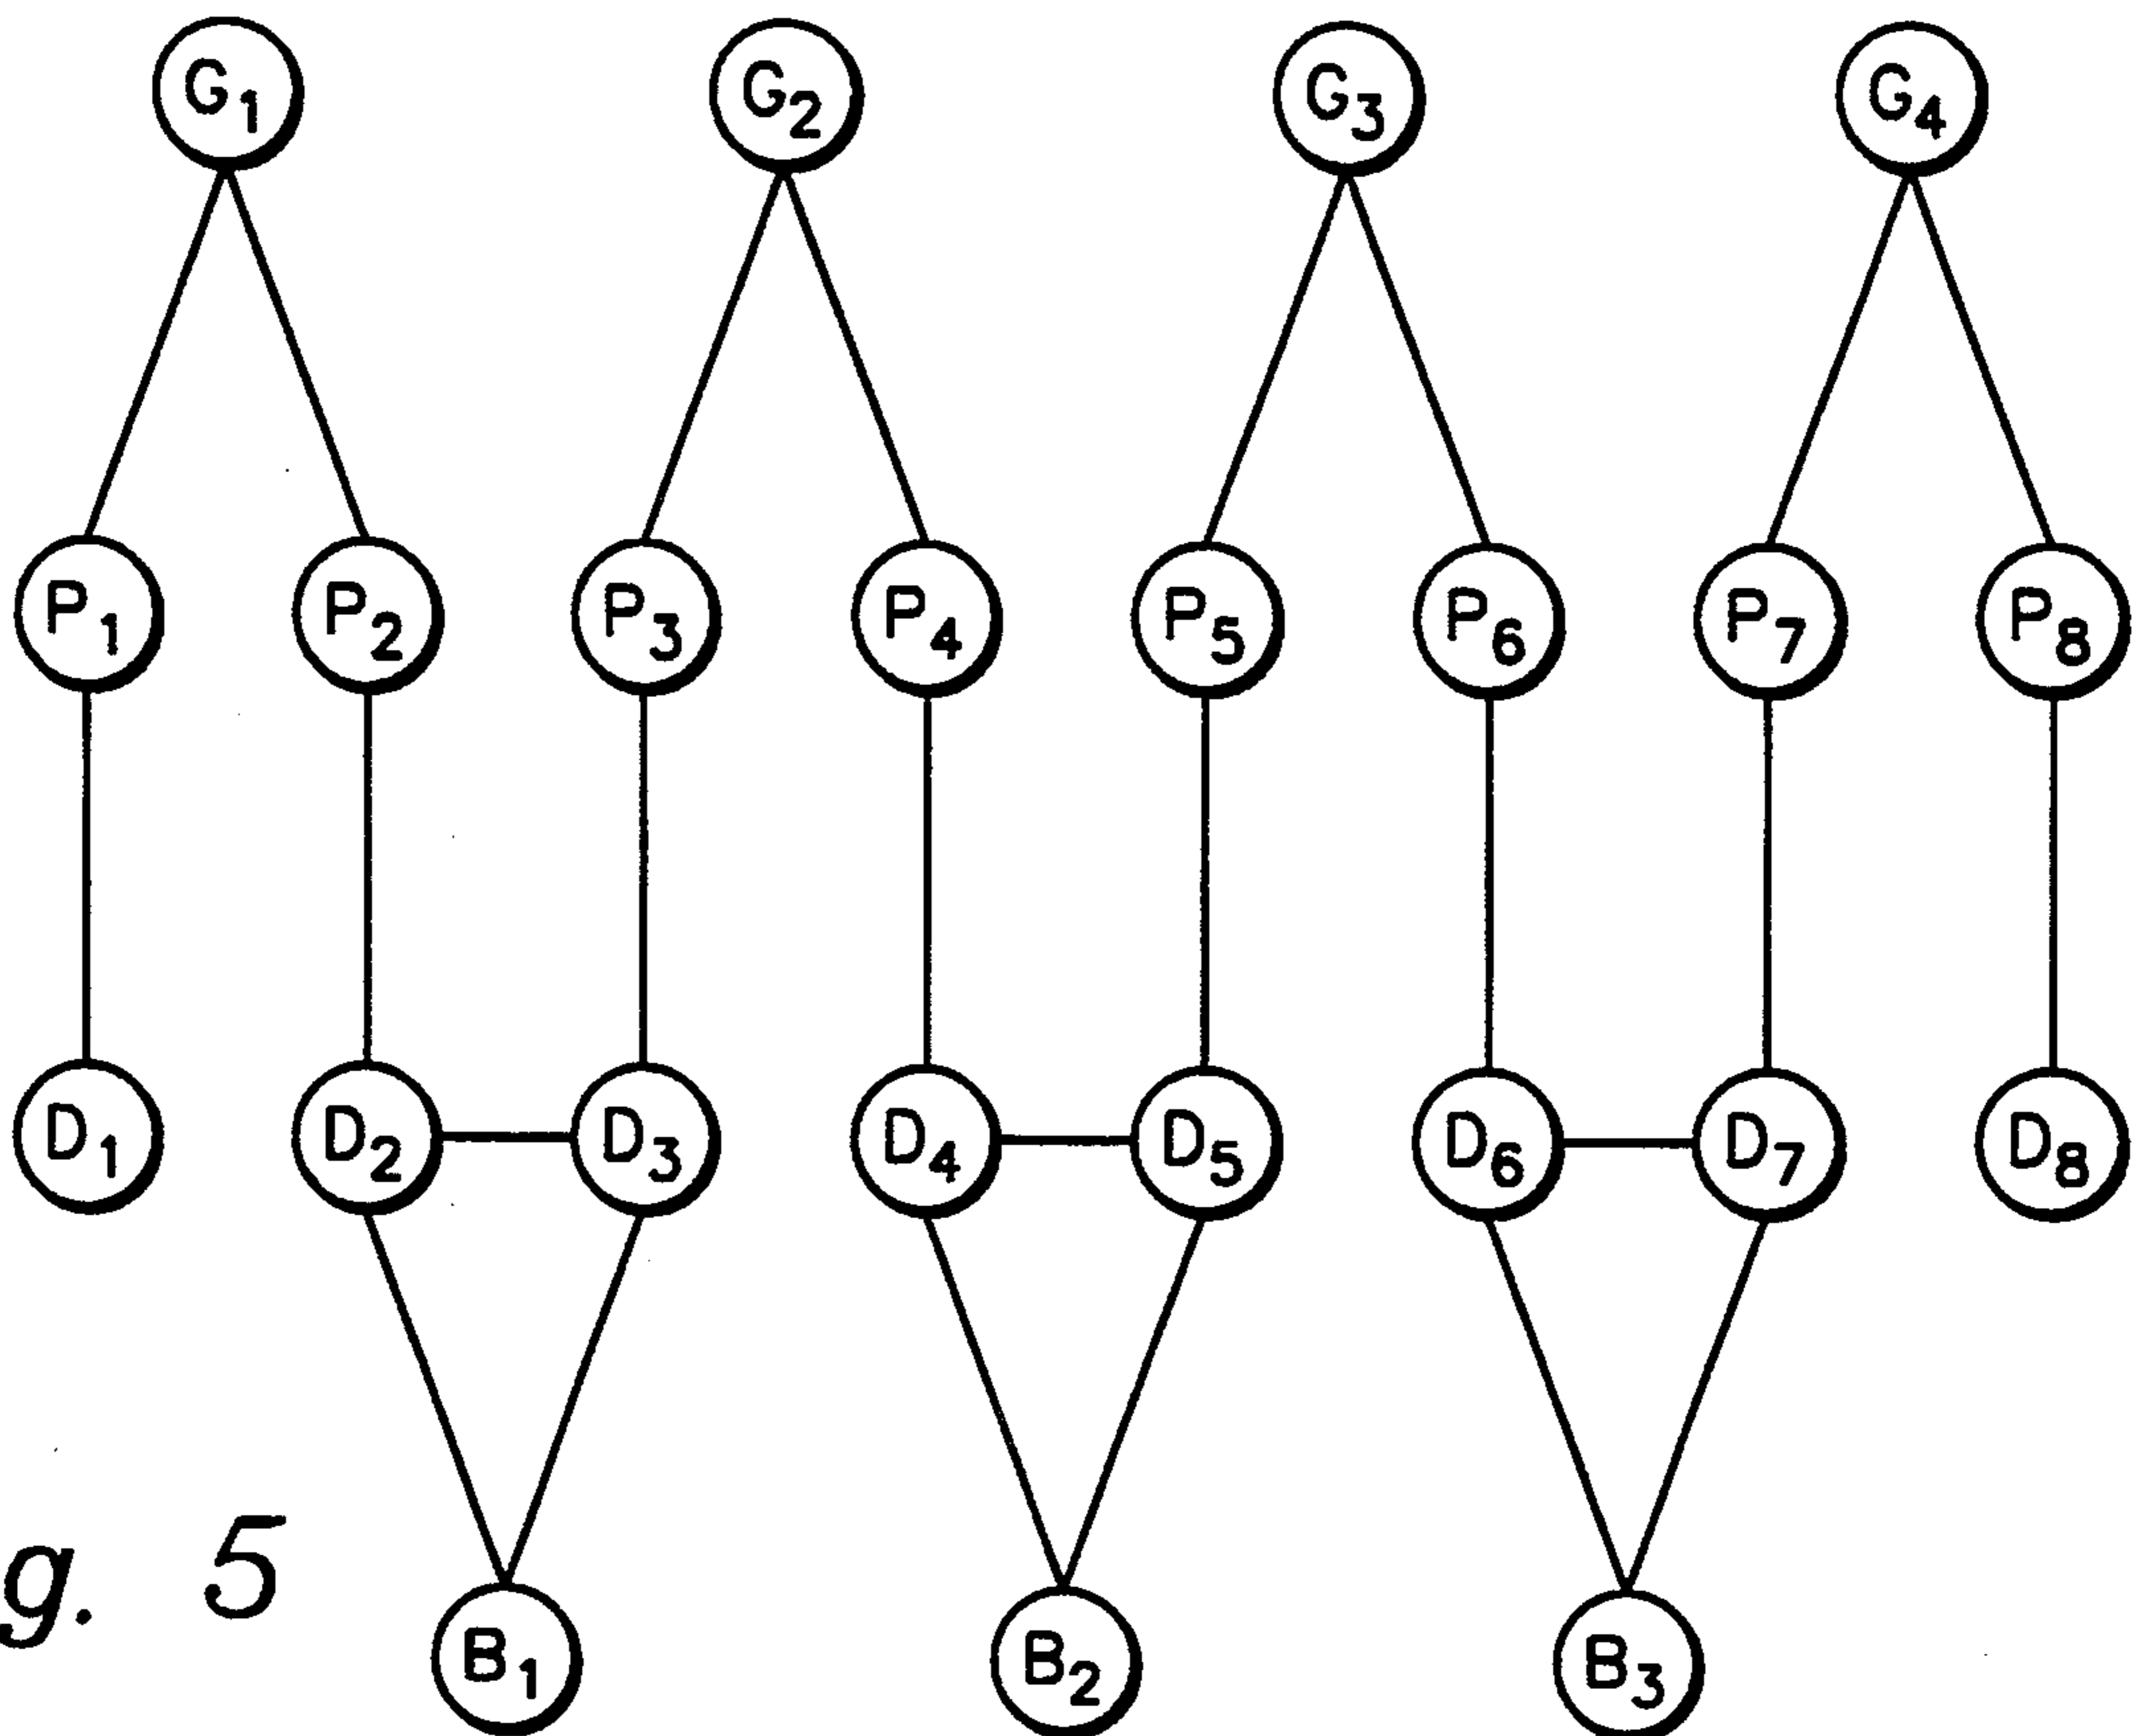 G1 G2 G3 G4
P1 P2 P3 P4 P5 P6 P7 P8
D1 D2 D3 D4 D5 D6 D7 D8
g. 5
B1 B2 B3